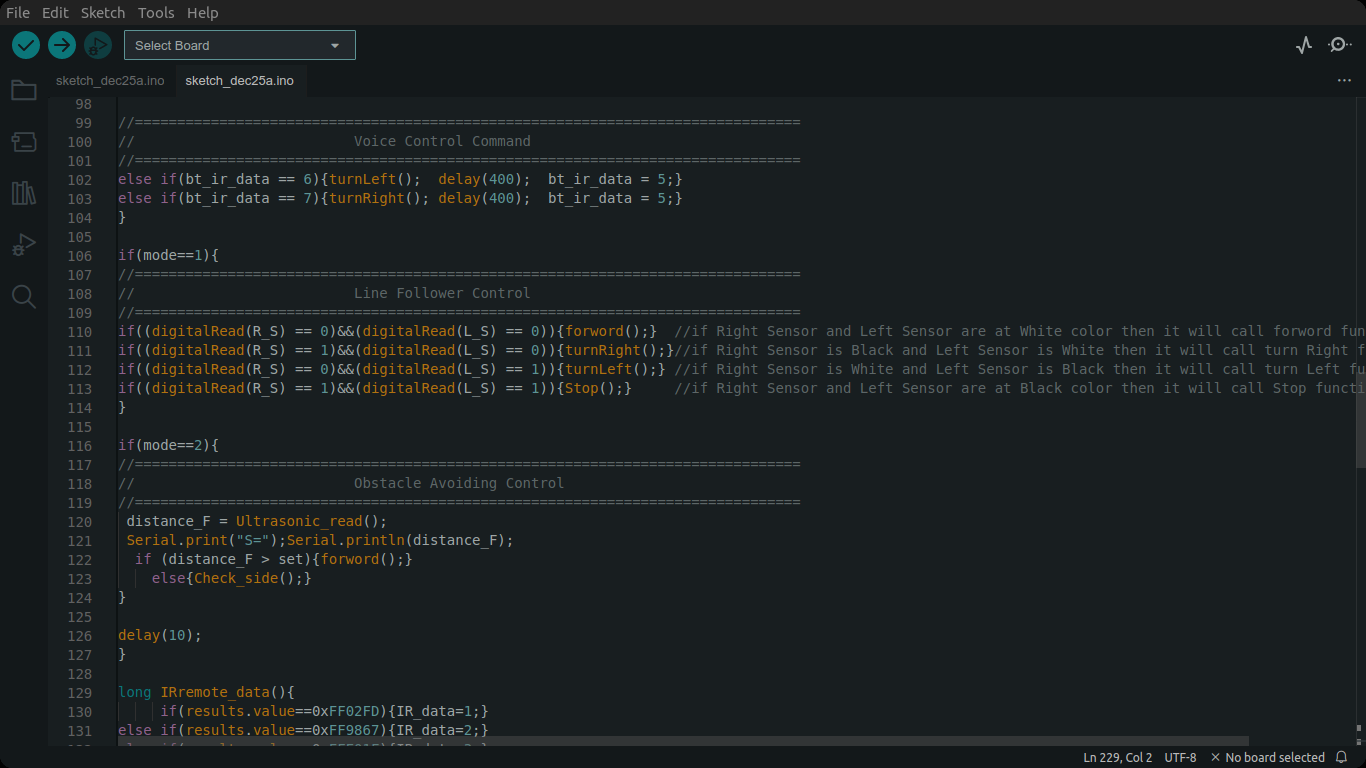 File Edit Sketch Tools Help
Select Board
sketch_dec25a.ino sketch_dec25a.ino
98
99 //===============================================================================
100 // Voice Control Command
101 //===============================================================================
102 else if(bt_ir_data == 6){turnLeft();  delay(400);  bt_ir_data = 5;}
103 else if(bt_ir_data == 7){turnRight(); delay(400);  bt_ir_data = 5;}
104 }
105
106 if(mode==1){
107 //===============================================================================
108 // Line Follower Control
109 //===============================================================================
110 if((digitalRead(R_S) == 0)&&(digitalRead(L_S) == 0)){forword();}  //if Right Sensor and Left Sensor are at White color then it will call forword fun
111 if((digitalRead(R_S) == 1)&&(digitalRead(L_S) == 0)){turnRight();}//if Right Sensor is Black and Left Sensor is White then it will call turn Right f
112 if((digitalRead(R_S) == 0)&&(digitalRead(L_S) == 1)){turnLeft();} //if Right Sensor is White and Left Sensor is Black then it will call turn Left fu
113 if((digitalRead(R_S) == 1)&&(digitalRead(L_S) == 1)){Stop();}     //if Right Sensor and Left Sensor are at Black color then it will call Stop functi
114 }
115
116 if(mode==2){
117 //===============================================================================
118 // Obstacle Avoiding Control
119 //===============================================================================
120 distance_F = Ultrasonic_read();
121 Serial.print("S=");Serial.println(distance_F);
122 if (distance_F > set){forword();}
123 else{Check_side();}
124 }
125
126 delay(10);
127 }
128
129 long IRremote_data(){
130 if(results.value==0xFF02FD){IR_data=1;}
131 else if(results.value==0xFF9867){IR_data=2;}
Ln 229, Col 2 UTF-8 No board selected